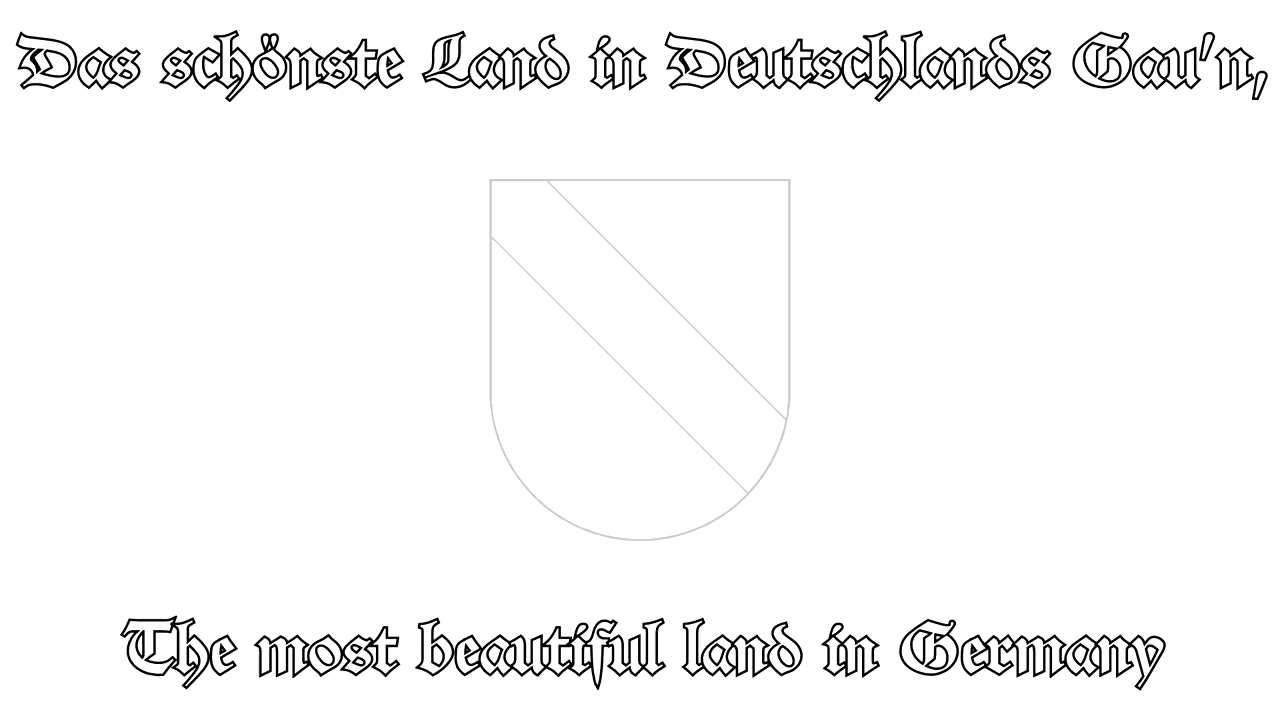 Das schönste Land in Deutschlands Gau'n,
The most beautiful land in Germany